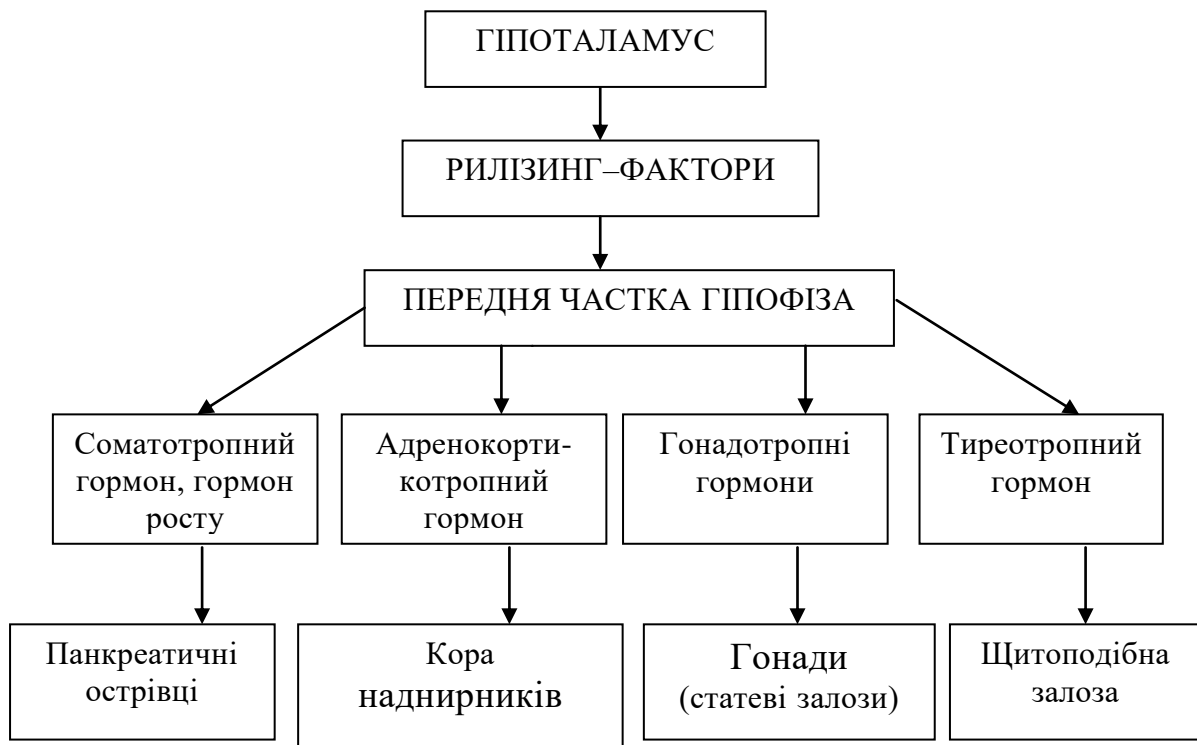 ГІПОТАЛАМУС
РИЛІЗИНГ–ФАКТОРИ
ПЕРЕДНЯ ЧАСТКА ГІПОФІЗА
Соматотропний
гормон, гормон
росту
Адренокорти-
котропний
гормон
Гонадотропні
гормони
Тиреотропний
гормон
Панкреатичні
острівці
Кора
наднирників
Гонади
(статеві залози)
Щитоподібна
залоза